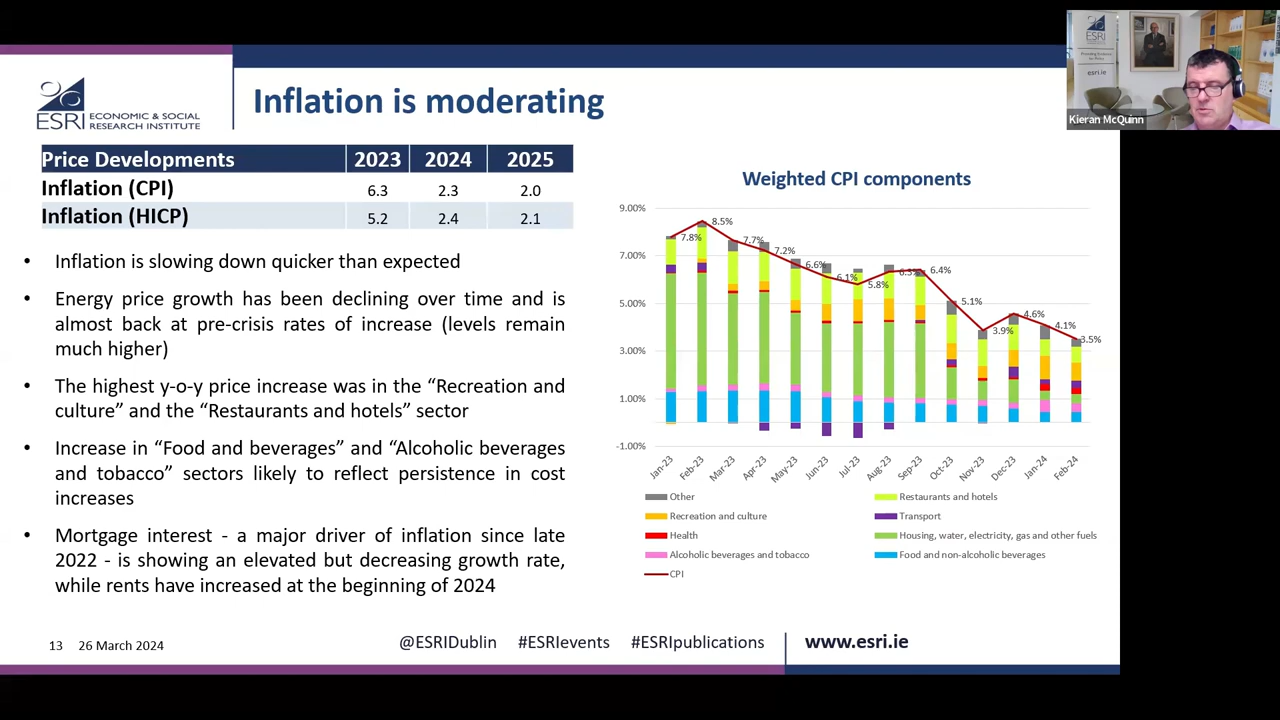 ESRI
esri.ie
Kieran McQuinn
ESRI
ECONOMIC & SOCIAL
RESEARCH INSTITUTE
Inflation is moderating
Price Developments 2023 2024 2025
Inflation (CPI) 6.3 2.3 2.0
Inflation (HICP) 5.2 2.4 2.1
• Inflation is slowing down quicker than expected
• Energy price growth has been declining over time and is
almost back at pre-crisis rates of increase (levels remain
much higher)
• The highest y-o-y price increase was in the “Recreation and
culture” and the “Restaurants and hotels” sector
• Increase in “Food and beverages” and “Alcoholic beverages
and tobacco” sectors likely to reflect persistence in cost
increases
• Mortgage interest - a major driver of inflation since late
2022 - is showing an elevated but decreasing growth rate,
while rents have increased at the beginning of 2024
Weighted CPI components
9.00%
7.00%
5.00%
3.00%
1.00%
-1.00%
7.8%
8.5%
7.7%
7.2%
6.6%
6.1%
5.8%
6.3%
6.4%
5.1%
3.9%
4.6%
4.1%
3.5%
Jan-23
Feb-23
Mar-23
Apr-23
May-23
Jun-23
Jul-23
Aug-23
Sep-23
Oct-23
Nov-23
Dec-23
Jan-24
Feb-24
Other
Restaurants and hotels
Recreation and culture
Transport
Health
Housing, water, electricity, gas and other fuels
Alcoholic beverages and tobacco
Food and non-alcoholic beverages
CPI
13 26 March 2024
@ESRIDublin #ESRIevents #ESRIpublications
www.esri.ie